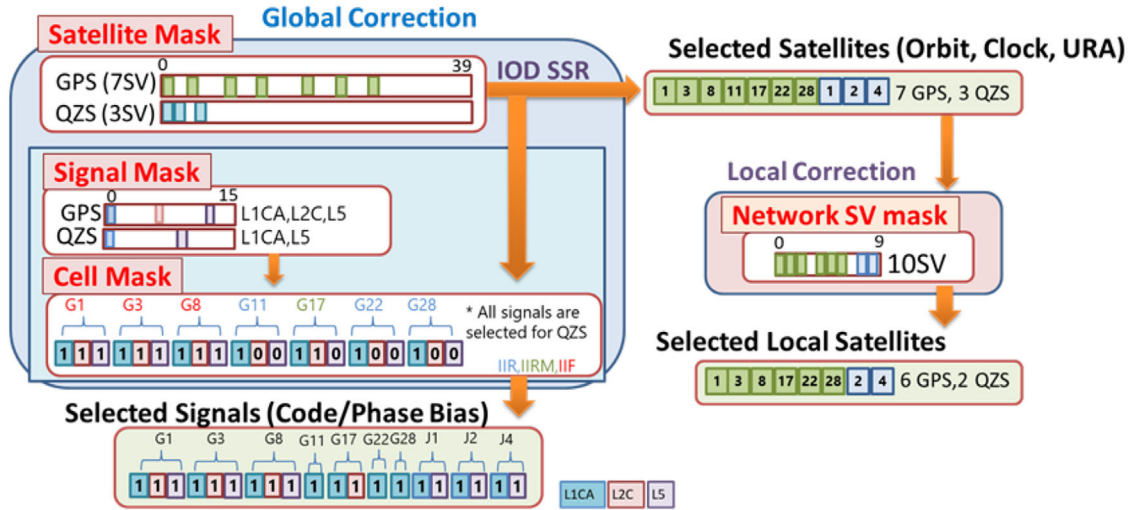 Global Correction
Satellite Mask
0 39
GPS (7SV)
QZS (3SV)
IOD SSR
Signal Mask
0 15
GPS L1CA,L2C,L5
QZS L1CA,L5
Cell Mask
G1 G3 G8 G11 G17 G22 G28
1 1 1 1 1 1 1 1 1 1 0 0 1 1 0 1 0 0 1 0 0
* All signals are
selected for QZS
IIR,IIRM,IIF
Selected Signals (Code/Phase Bias)
G1 G3 G8 G11 G17 G22 G28 J1 J2 J4
1 1 1 1 1 1 1 1 1 1 1 1 1 1 1 1 1 1 1 1
L1CA L2C L5
Selected Satellites (Orbit, Clock, URA)
1 3 8 11 17 22 28 1 2 4 7 GPS, 3 QZS
Local Correction
Network SV mask
0 9
10SV
Selected Local Satellites
1 3 8 17 22 28 2 4 6 GPS,2 QZS